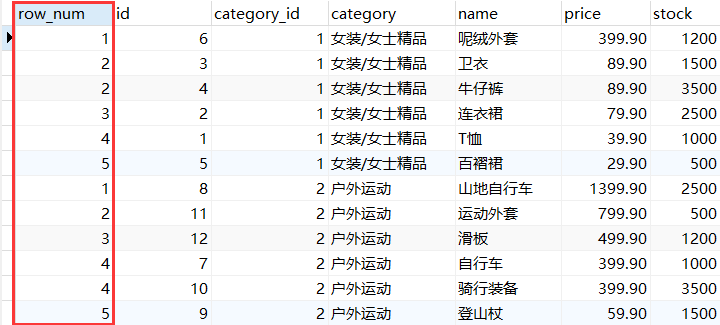 row_num id category_id category name price stock
1 6 1 女装/女士精品 呢绒外套 399.90 1200
2 3 1 女装/女士精品 卫衣 89.90 1500
2 4 1 女装/女士精品 牛仔裤 89.90 3500
3 2 1 女装/女士精品 连衣裙 79.90 2500
4 1 1 女装/女士精品 T恤 39.90 1000
5 5 1 女装/女士精品 百褶裙 29.90 500
1 8 2 户外运动 山地自行车 1399.90 2500
2 11 2 户外运动 运动外套 799.90 500
3 12 2 户外运动 滑板 499.90 1200
4 7 2 户外运动 自行车 399.90 1000
4 10 2 户外运动 骑行装备 399.90 3500
5 9 2 户外运动 登山杖 59.90 1500